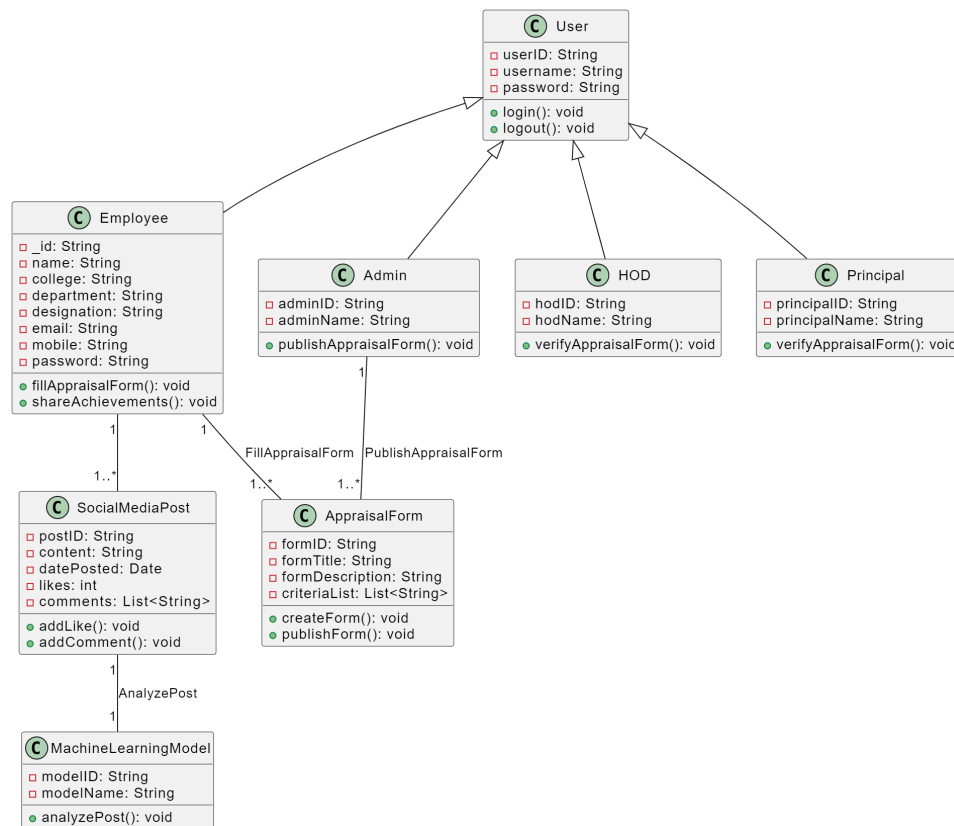 C User
userID: String
username: String
password: String
login(): void
logout(): void
C Employee
_id: String
name: String
college: String
department: String
designation: String
email: String
mobile: String
password: String
fillAppraisalForm(): void
shareAchievements(): void
C Admin
adminID: String
adminName: String
publishAppraisalForm(): void
C HOD
hodID: String
hodName: String
verifyAppraisalForm(): void
C Principal
principalID: String
principalName: String
verifyAppraisalForm(): void
1
1
1
FillAppraisalForm
PublishAppraisalForm
1..*
1..*
1..*
C SocialMediaPost
postID: String
content: String
datePosted: Date
likes: int
comments: List<String>
addLike(): void
addComment(): void
C AppraisalForm
formID: String
formTitle: String
formDescription: String
criteriaList: List<String>
createForm(): void
publishForm(): void
1
AnalyzePost
1
C MachineLearningModel
modelID: String
modelName: String
analyzePost(): void